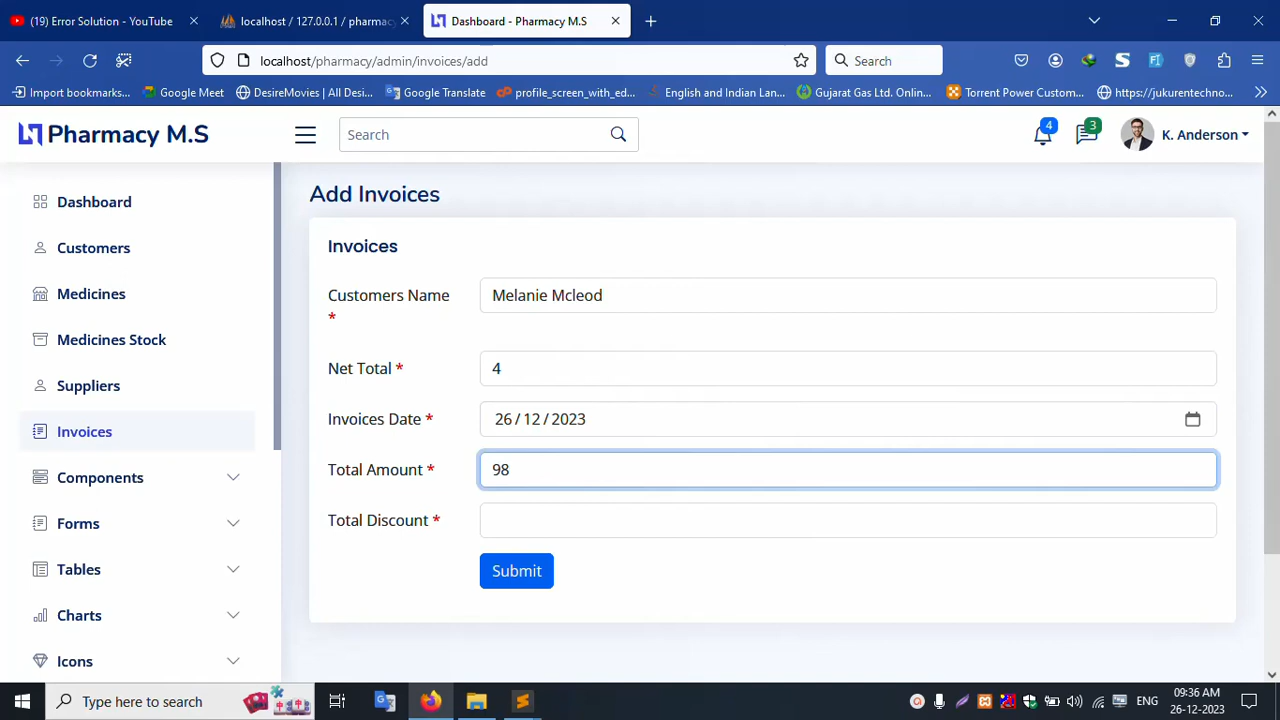 (19) Error Solution - YouTube
localhost / 127.0.0.1 / pharmac
Dashboard - Pharmacy M.S
localhost/pharmacy/admin/invoices/add
Search
Import bookmarks...
Google Meet
DesireMovies | All Desi...
Google Translate
profile_screen_with_ed...
English and Indian Lan...
Gujarat Gas Ltd. Onlin...
Torrent Power Custom...
https://jukurentechno...
Pharmacy M.S
Search
4
3
K. Anderson
Dashboard
Customers
Medicines
Medicines Stock
Suppliers
Invoices
Components
Forms
Tables
Charts
Icons
Add Invoices
Invoices
Customers Name
*
Melanie Mcleod
Net Total *
4
Invoices Date *
26 / 12 / 2023
Total Amount *
98
Total Discount *
Submit
Type here to search
ENG
09:36 AM
26-12-2023